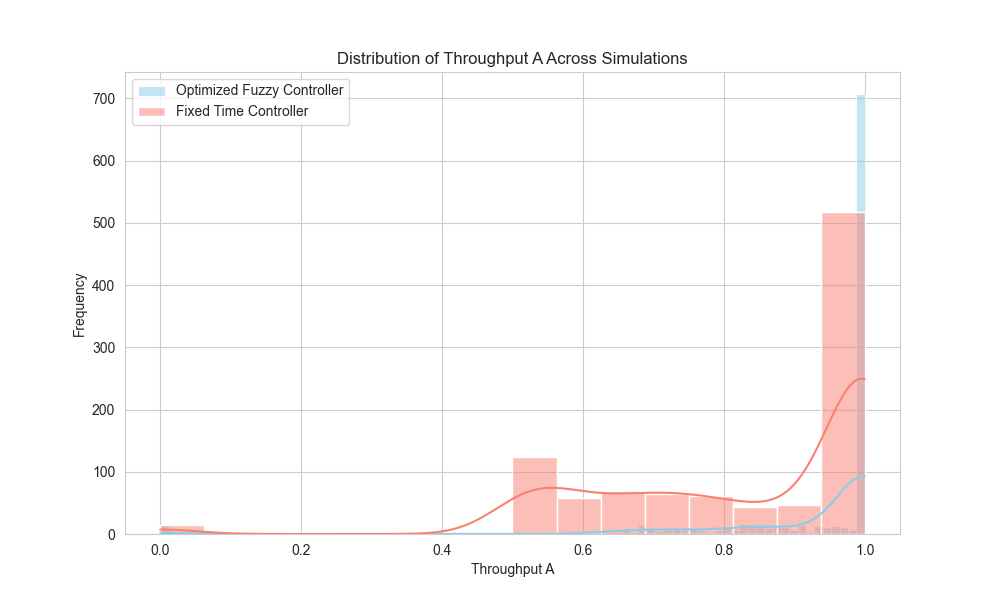 Distribution of Throughput A Across Simulations
Optimized Fuzzy Controller
Fixed Time Controller
Frequency
700
600
500
400
300
200
100
0
0.0 0.2 0.4 0.6 0.8 1.0
Throughput A